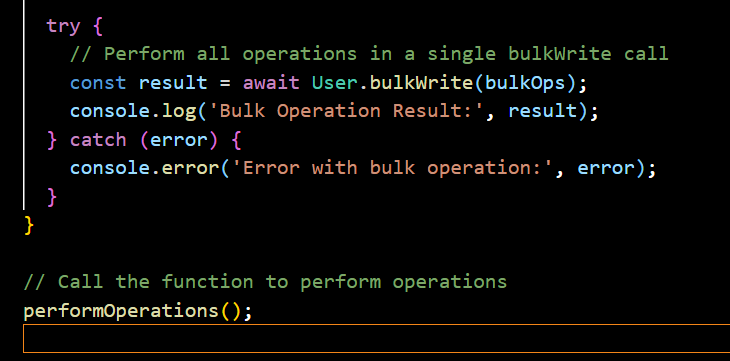 try {
// Perform all operations in a single bulkWrite call
const result = await User.bulkWrite(bulkOps);
console.log('Bulk Operation Result:', result);
} catch (error) {
console.error('Error with bulk operation:', error);
}
}
// Call the function to perform operations
performOperations();